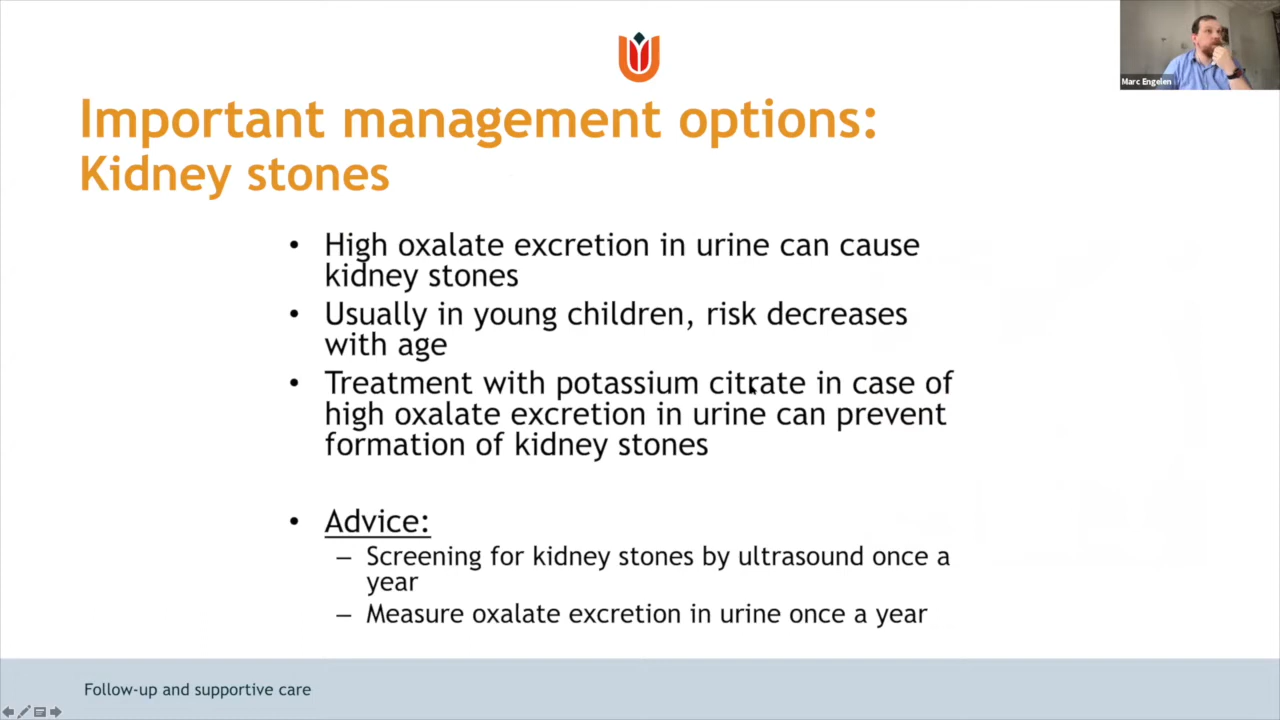 Marc Engelen
Important management options:
Kidney stones
• High oxalate excretion in urine can cause
kidney stones
• Usually in young children, risk decreases
with age
• Treatment with potassium citrate in case of
high oxalate excretion in urine can prevent
formation of kidney stones
• Advice:
– Screening for kidney stones by ultrasound once a
year
– Measure oxalate excretion in urine once a year
Follow-up and supportive care